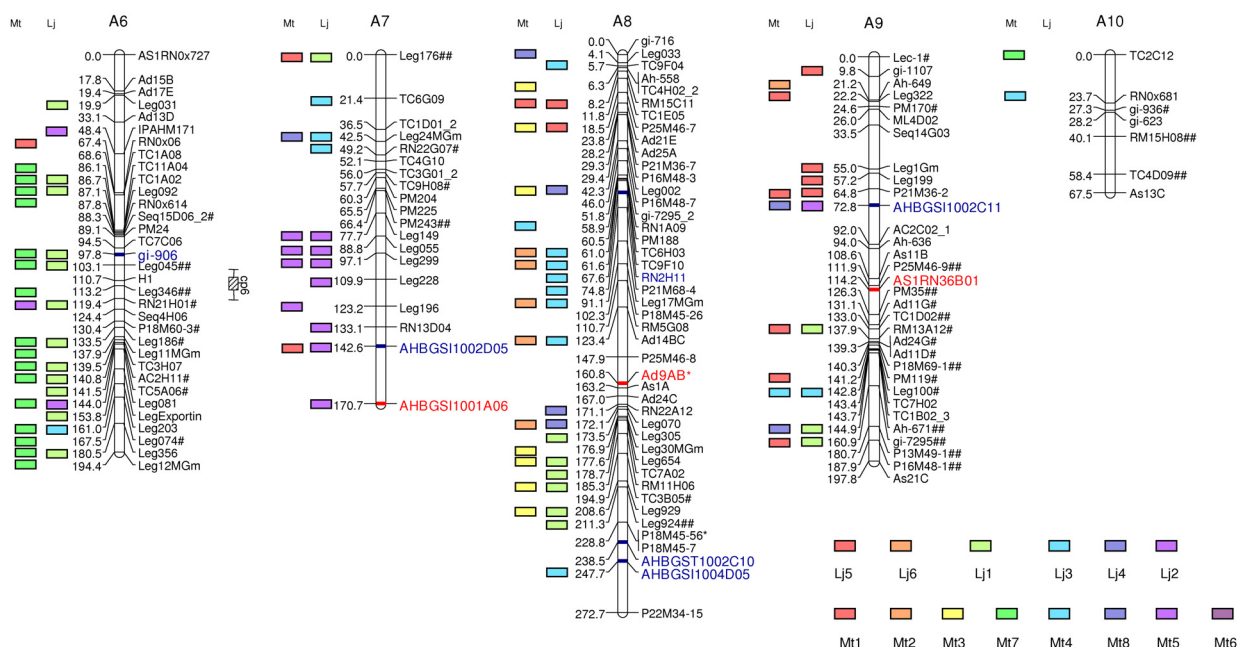 Mt Lj A6
0.0 AS1RN0x727
17.8 Ad15B
19.4 Ad17E
19.9 Leg031
33.1 Ad13D
48.4 IPAHM171
67.4 RN0x06
68.6 TC1A08
86.1 TC11A04
86.7 TC1A02
87.1 Leg092
87.8 RN0x614
88.3 Seq15D06_2#
89.1 PM24
94.5 TC7C06
97.8 gi-906
103.1 Leg045##
110.7 H1
113.2 Leg346##
119.4 RN21H01#
124.4 Seq4H06
130.4 P18M60-3#
133.5 Leg186#
137.9 Leg11MGm
139.5 TC3H07
140.8 AC2H11#
141.5 TC5A06#
144.0 Leg081
153.8 LegExportin
161.0 Leg203
167.5 Leg074#
180.5 Leg356
194.4 Leg12MGm
Mt Lj A7
0.0 Leg176##
21.4 TC6G09
36.5 TC1D01_2
42.5 Leg24MGm
49.2 RN22G07#
52.1 TC4G10
56.0 TC3G01_2
57.7 TC9H08#
60.3 PM204
65.5 PM225
66.4 PM243##
77.7 Leg149
88.8 Leg055
97.1 Leg299
109.9 Leg228
123.2 Leg196
133.1 RN13D04
142.6 AHBGSI1002D05
170.7 AHBGSI1001A06
Mt Lj A8
0.0 gi-716
4.1 Leg033
5.7 TC9F04
6.3 Ah-558
TC4H02_2
8.2 RM15C11
11.8 TC1E05
18.5 P25M46-7
23.8 Ad21E
28.2 Ad25A
29.3 P21M36-7
29.4 P16M48-3
42.3 Leg002
46.0 P16M48-7
51.8 gi-7295_2
58.9 RN1A09
60.5 PM188
61.0 TC6H03
61.6 TC9F10
67.6 RN2H11
74.8 P21M68-4
91.1 Leg17MGm
102.3 P18M45-26
110.7 RM5G08
123.4 Ad14BC
147.9 P25M46-8
160.8 Ad9AB*
163.2 As1A
167.0 Ad24C
171.1 RN22A12
172.1 Leg070
173.5 Leg305
176.9 Leg30MGm
177.6 Leg654
178.7 TC7A02
185.3 RM11H06
194.9 TC3B05#
208.6 Leg929
211.3 Leg924##
228.8 P18M45-56*
P18M45-7
238.5 AHBGST1002C10
247.7 AHBGSI1004D05
272.7 P22M34-15
Mt Lj A9
0.0 Lec-1#
9.8 gi-1107
21.2 Ah-649
22.2 Leg322
24.6 PM170#
26.0 ML4D02
33.5 Seq14G03
55.0 Leg1Gm
57.2 Leg199
64.8 P21M36-2
72.8 AHBGSI1002C11
92.0 AC2C02_1
94.0 Ah-636
108.6 As11B
111.9 P25M46-9##
114.2 AS1RN36B01
126.3 PM35##
131.1 Ad11G#
133.0 TC1D02##
137.9 RM13A12#
139.3 Ad24G#
Ad11D#
140.3 P18M69-1##
141.2 PM119#
142.8 Leg100#
143.4 TC7H02
143.7 TC1B02_3
144.9 Ah-671##
160.9 gi-7295##
180.7 P13M49-1##
187.9 P16M48-1##
197.8 As21C
Mt Lj A10
0.0 TC2C12
23.7 RN0x681
27.3 gi-936#
28.2 gi-623
40.1 RM15H08##
58.4 TC4D09##
67.5 As13C
Lj5 Lj6 Lj1 Lj3 Lj4 Lj2
Mt1 Mt2 Mt3 Mt7 Mt4 Mt8 Mt5 Mt6